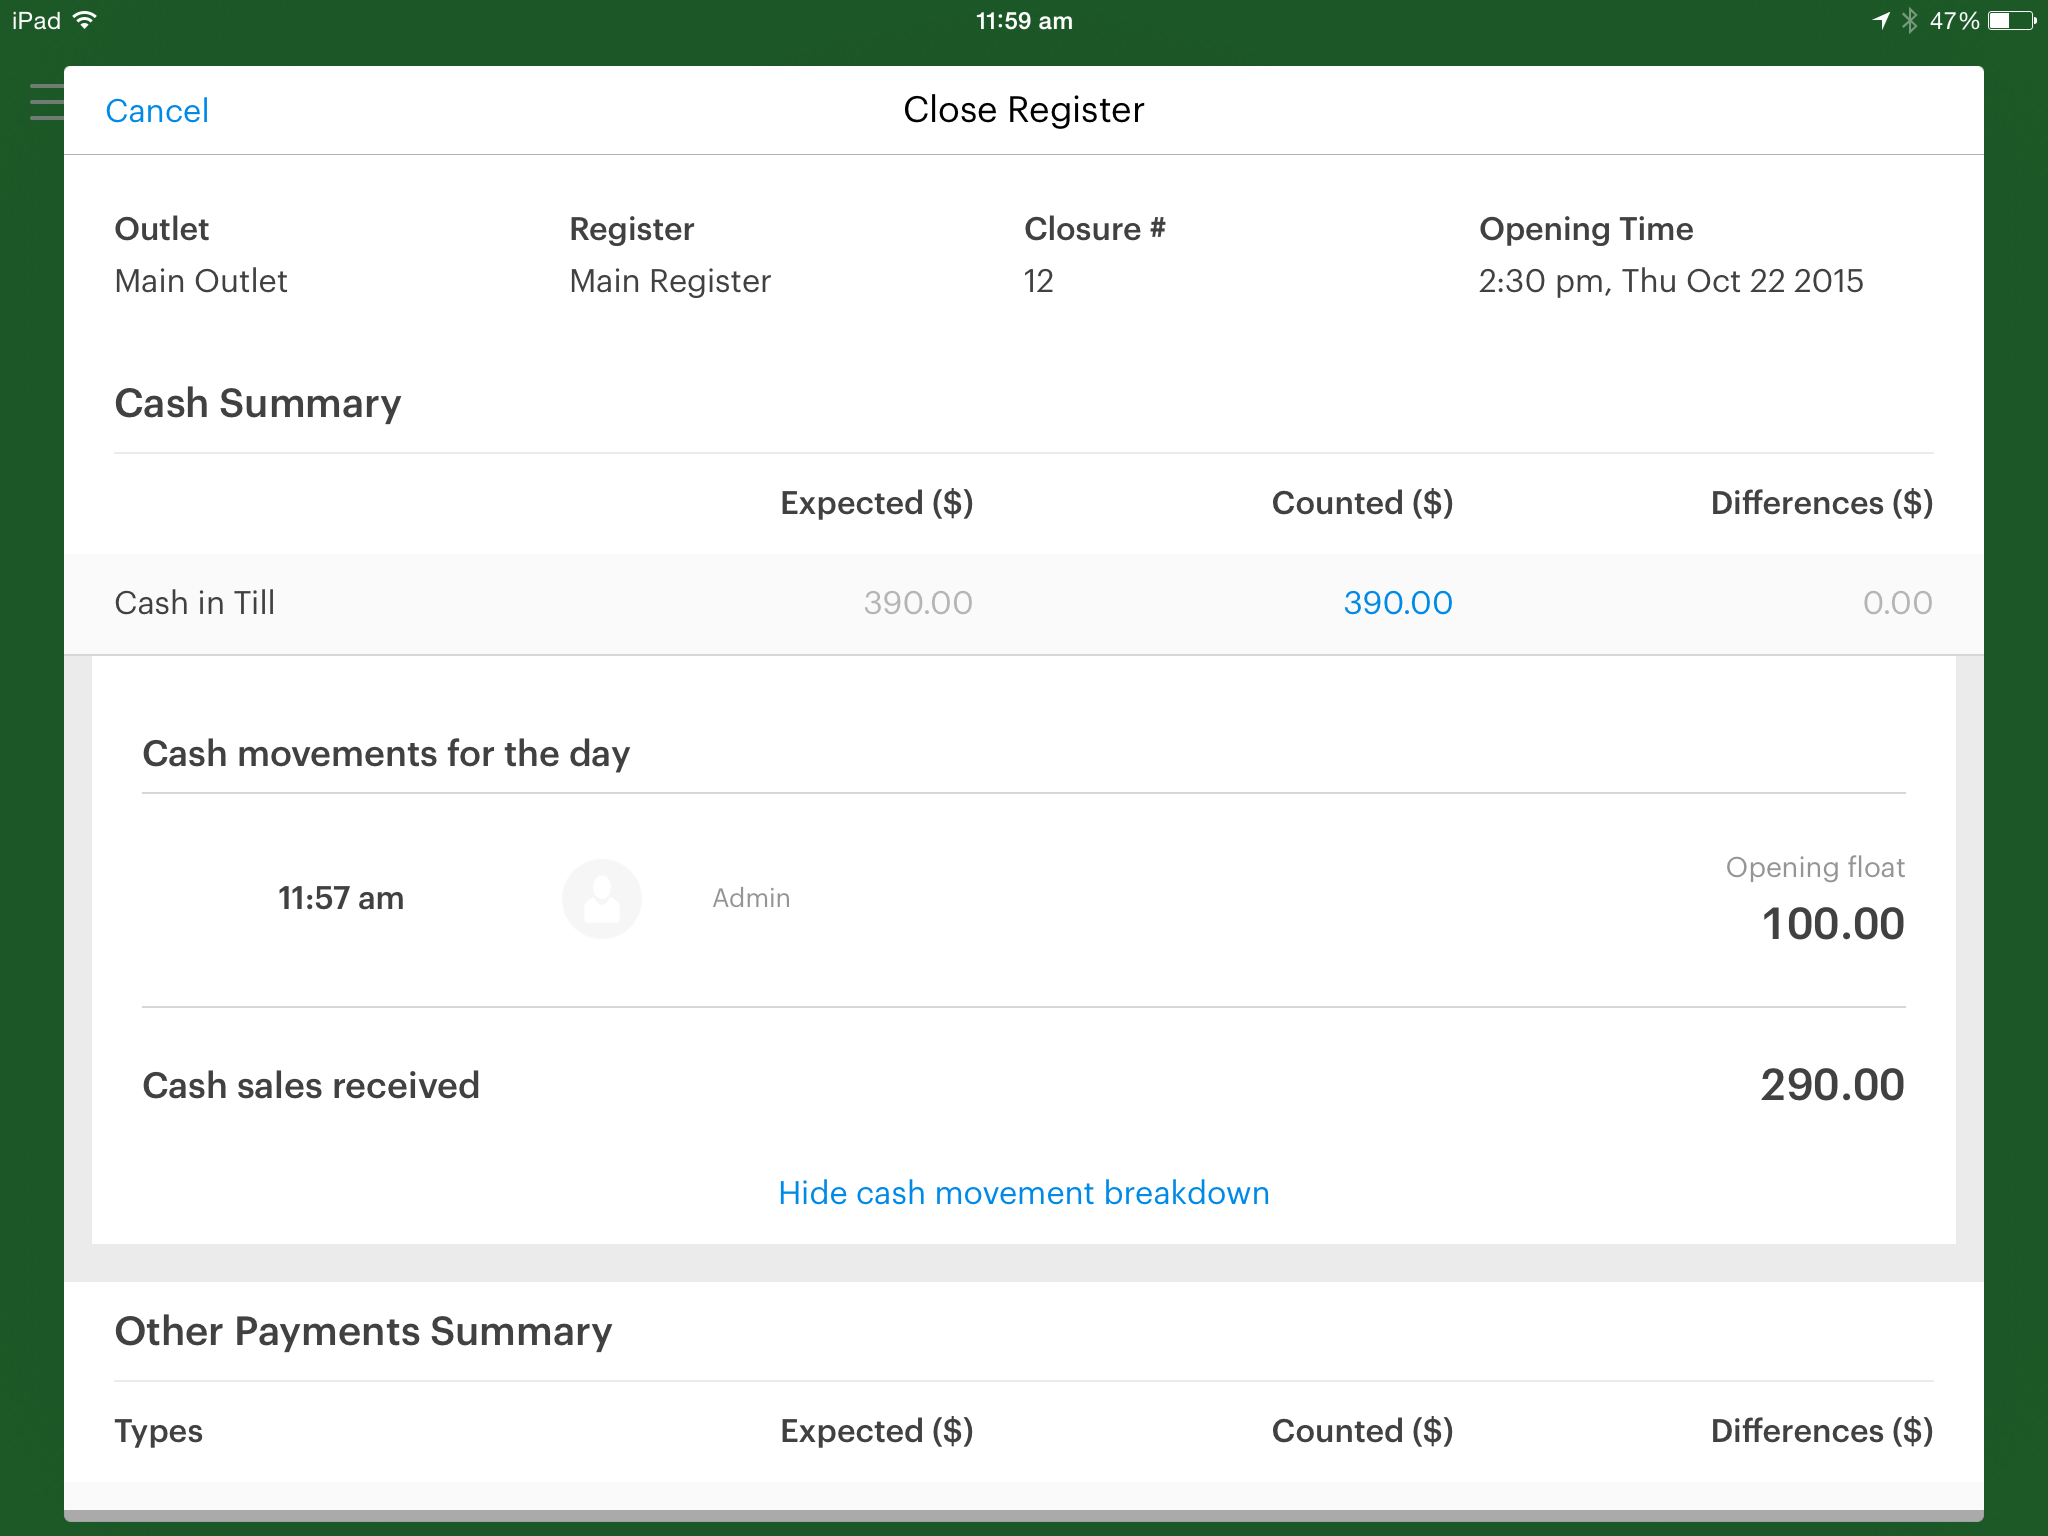 iPad 11:59 am 47%
Cancel Close Register
Outlet Register Closure # Opening Time
Main Outlet Main Register 12 2:30 pm, Thu Oct 22 2015
Cash Summary
Expected ($) Counted ($) Differences ($)
Cash in Till 390.00 390.00 0.00
Cash movements for the day
Opening float
11:57 am Admin 100.00
Cash sales received 290.00
Hide cash movement breakdown
Other Payments Summary
Types Expected ($) Counted ($) Differences ($)